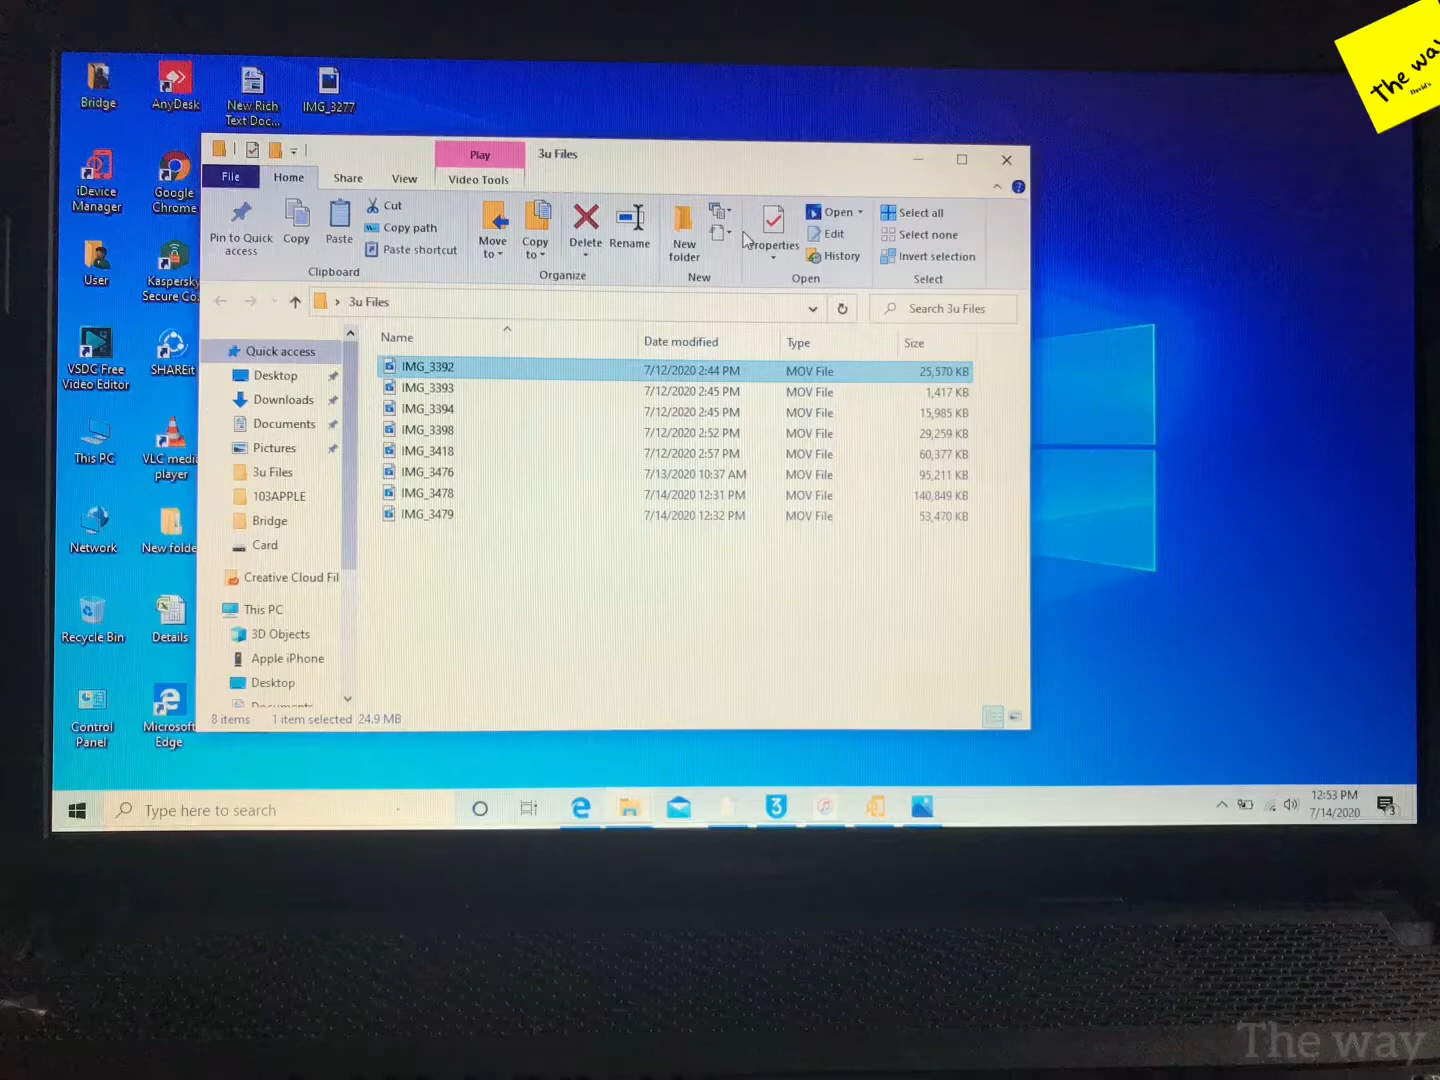 The way
David's
Bridge
AnyDesk
New Rich
Text Doc...
IMG_3277
iDevice
Manager
Google
Chrome
User
Kaspersky
Secure Co.
VSDC Free
Video Editor
SHAREit
This PC
VLC media
player
Network
New folde
Recycle Bin
Details
Control
Panel
Microsoft
Edge
Play
3u Files
File
Home
Share
View
Video Tools
Pin to Quick
access
Copy
Paste
Cut
Copy path
Paste shortcut
Clipboard
Move
to
Copy
to
Delete
Rename
Organize
New
folder
New
Properties
Open
Edit
History
Open
Select all
Select none
Invert selection
Select
3u Files
Search 3u Files
Quick access
Desktop
Downloads
Documents
Pictures
3u Files
103APPLE
Bridge
Card
Creative Cloud Fil
This PC
3D Objects
Apple iPhone
Desktop
Documents
Name Date modified Type Size
IMG_3392 7/12/2020 2:44 PM MOV File 25,570 KB
IMG_3393 7/12/2020 2:45 PM MOV File 1,417 KB
IMG_3394 7/12/2020 2:45 PM MOV File 15,985 KB
IMG_3398 7/12/2020 2:52 PM MOV File 29,259 KB
IMG_3418 7/12/2020 2:57 PM MOV File 60,377 KB
IMG_3476 7/13/2020 10:37 AM MOV File 95,211 KB
IMG_3478 7/14/2020 12:31 PM MOV File 140,849 KB
IMG_3479 7/14/2020 12:32 PM MOV File 53,470 KB
8 items 1 item selected 24.9 MB
Type here to search
12:53 PM
7/14/2020
3
The way